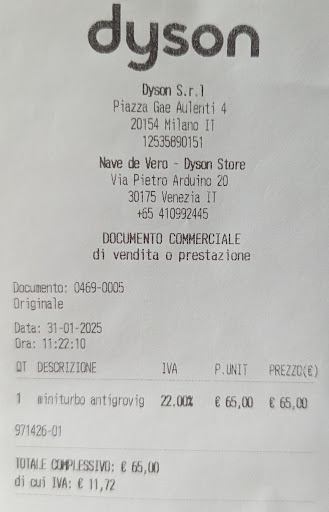 dyson
Dyson S.r.l
Piazza Gae Aulenti 4
20154 Milano IT
12535890151
Nave de Vero - Dyson Store
Via Pietro Arduino 20
30175 Venezia IT
+65 410992445
DOCUMENTO COMMERCIALE
di vendita o prestazione
Documento: 0469-0005
Originale
Data: 31-01-2025
Ora: 11:22:10
QT DESCRIZIONE IVA P.UNIT PREZZO(€)
1 miniturbo antigrovig 22.00% € 65,00 € 65,00
971426-01
TOTALE COMPLESSIVO: € 65,00
di cui IVA: € 11,72